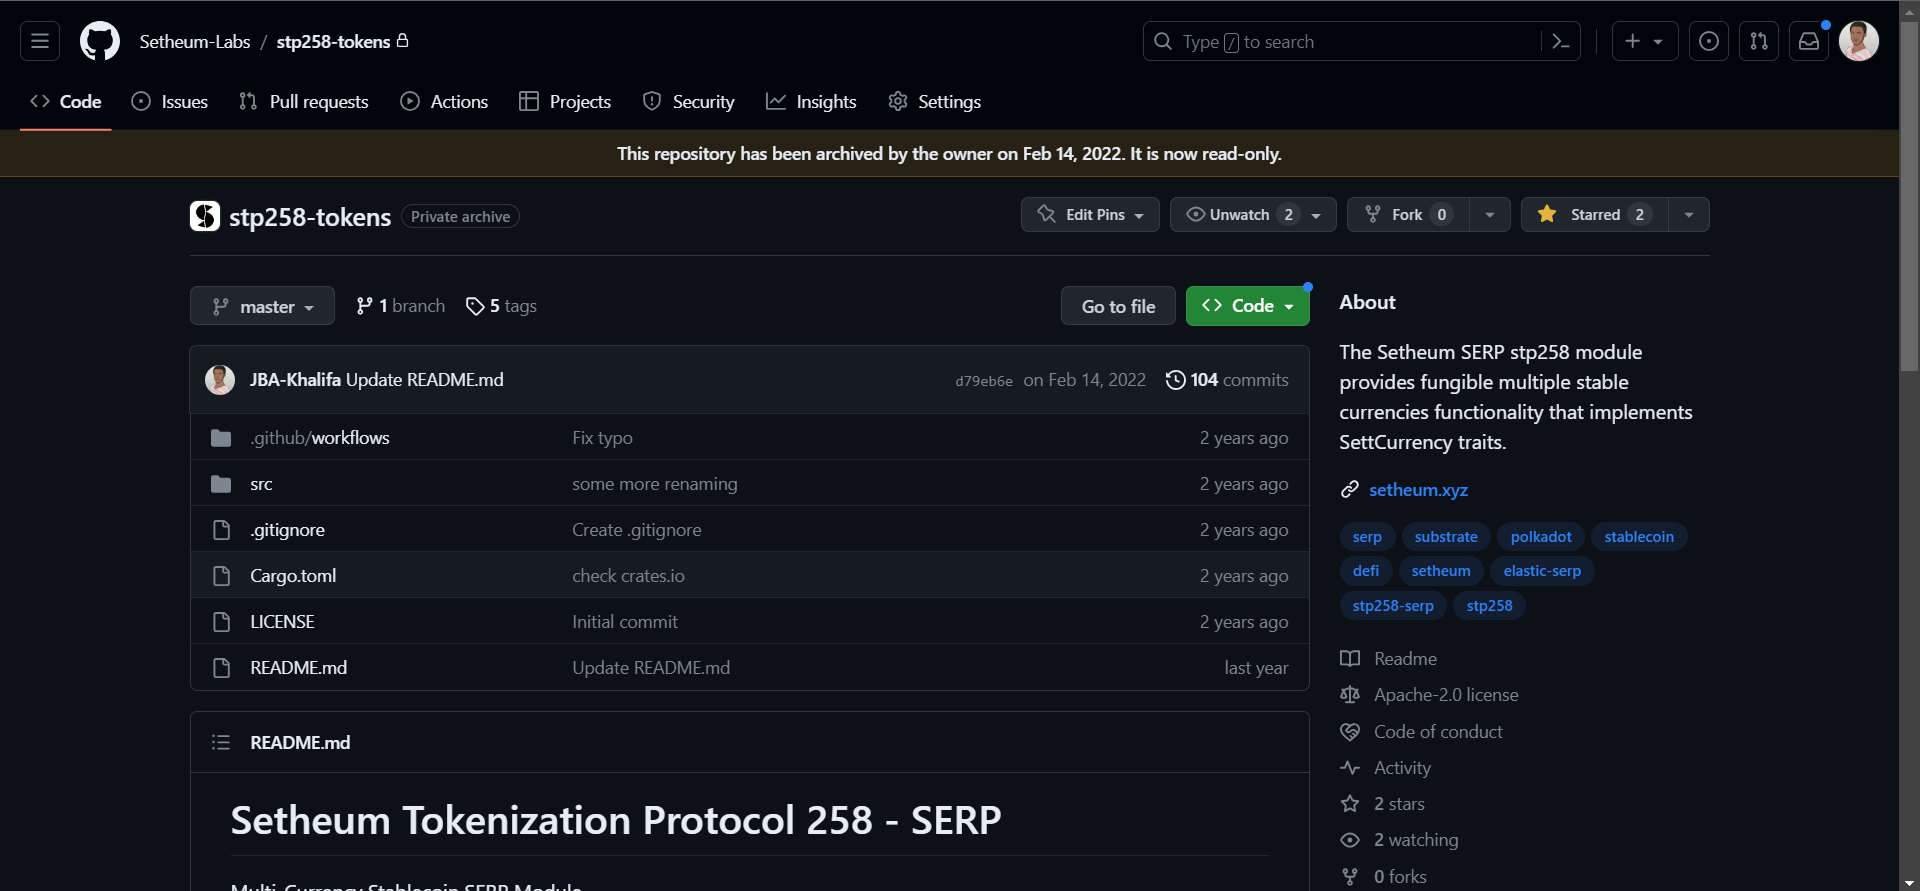 Setheum-Labs / stp258-tokens
Type / to search
Code Issues Pull requests Actions Projects Security Insights Settings
This repository has been archived by the owner on Feb 14, 2022. It is now read-only.
stp258-tokens Private archive
Edit Pins Unwatch 2 Fork 0 Starred 2
master 1 branch 5 tags Go to file Code
JBA-Khalifa Update README.md d79eb6e on Feb 14, 2022 104 commits
.github/workflows Fix typo 2 years ago
src some more renaming 2 years ago
.gitignore Create .gitignore 2 years ago
Cargo.toml check crates.io 2 years ago
LICENSE Initial commit 2 years ago
README.md Update README.md last year
README.md
Setheum Tokenization Protocol 258 - SERP
Multi-Currency Stablecoin SERP Module
About
The Setheum SERP stp258 module
provides fungible multiple stable
currencies functionality that implements
SettCurrency traits.
setheum.xyz
serp substrate polkadot stablecoin
defi setheum elastic-serp
stp258-serp stp258
Readme
Apache-2.0 license
Code of conduct
Activity
2 stars
2 watching
0 forks